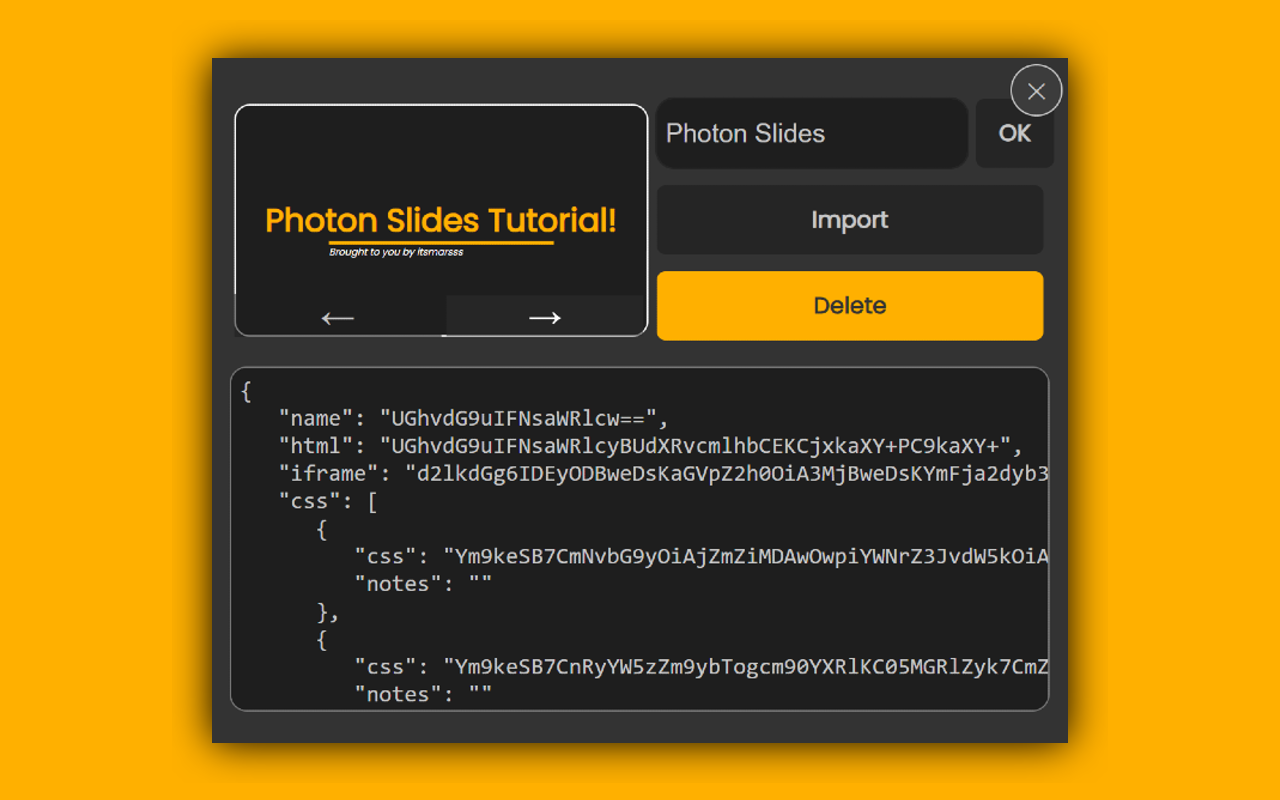 Photon Slides
OK
Photon Slides Tutorial!
Brought to you by itsmarsss
← →
Import
Delete
{
"name": "UGhvdG9uIFNsaWRlcw==",
"html": "UGhvdG9uIFNsaWRlcyBUdXRvcmlhbCEKCjxkaXY+PC9kaXY+",
"iframe": "d2lkdGg6IDEyODBweDsKaGVpZ2h0OiA3MjBweDsKYmFja2dyb3
"css": [
{
"css": "Ym9keSB7CmNvbG9yOiAjZmZiMDAwOwpiYWNrZ3JvdW5kOiA
"notes": ""
},
{
"css": "Ym9keSB7CnRyYW5zZm9ybTogcm90YXRlKC05MGRlZyk7CmZ
"notes": ""